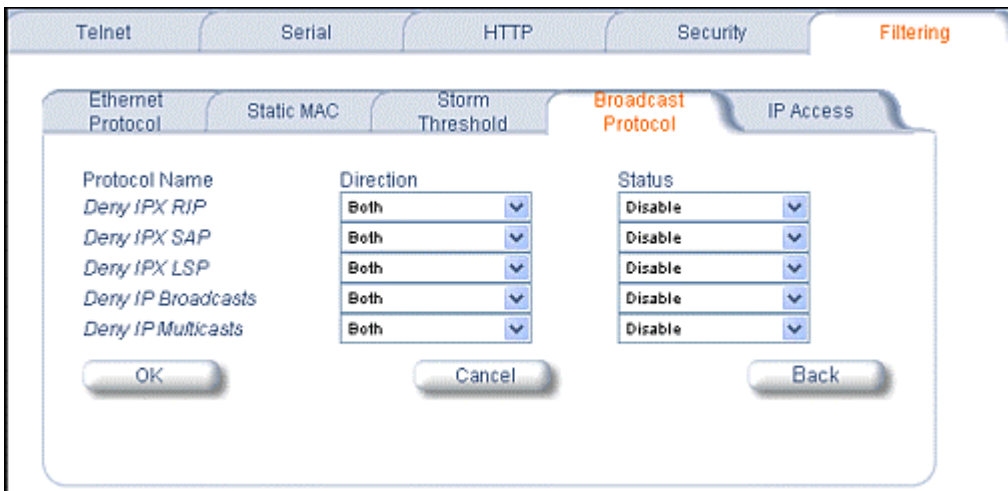 Telnet Serial HTTP Security Filtering
Ethernet Protocol Static MAC Storm Threshold Broadcast Protocol IP Access
Protocol Name Direction Status
Deny IPX RIP Both Disable
Deny IPX SAP Both Disable
Deny IPX LSP Both Disable
Deny IP Broadcasts Both Disable
Deny IP Multicasts Both Disable
OK Cancel Back